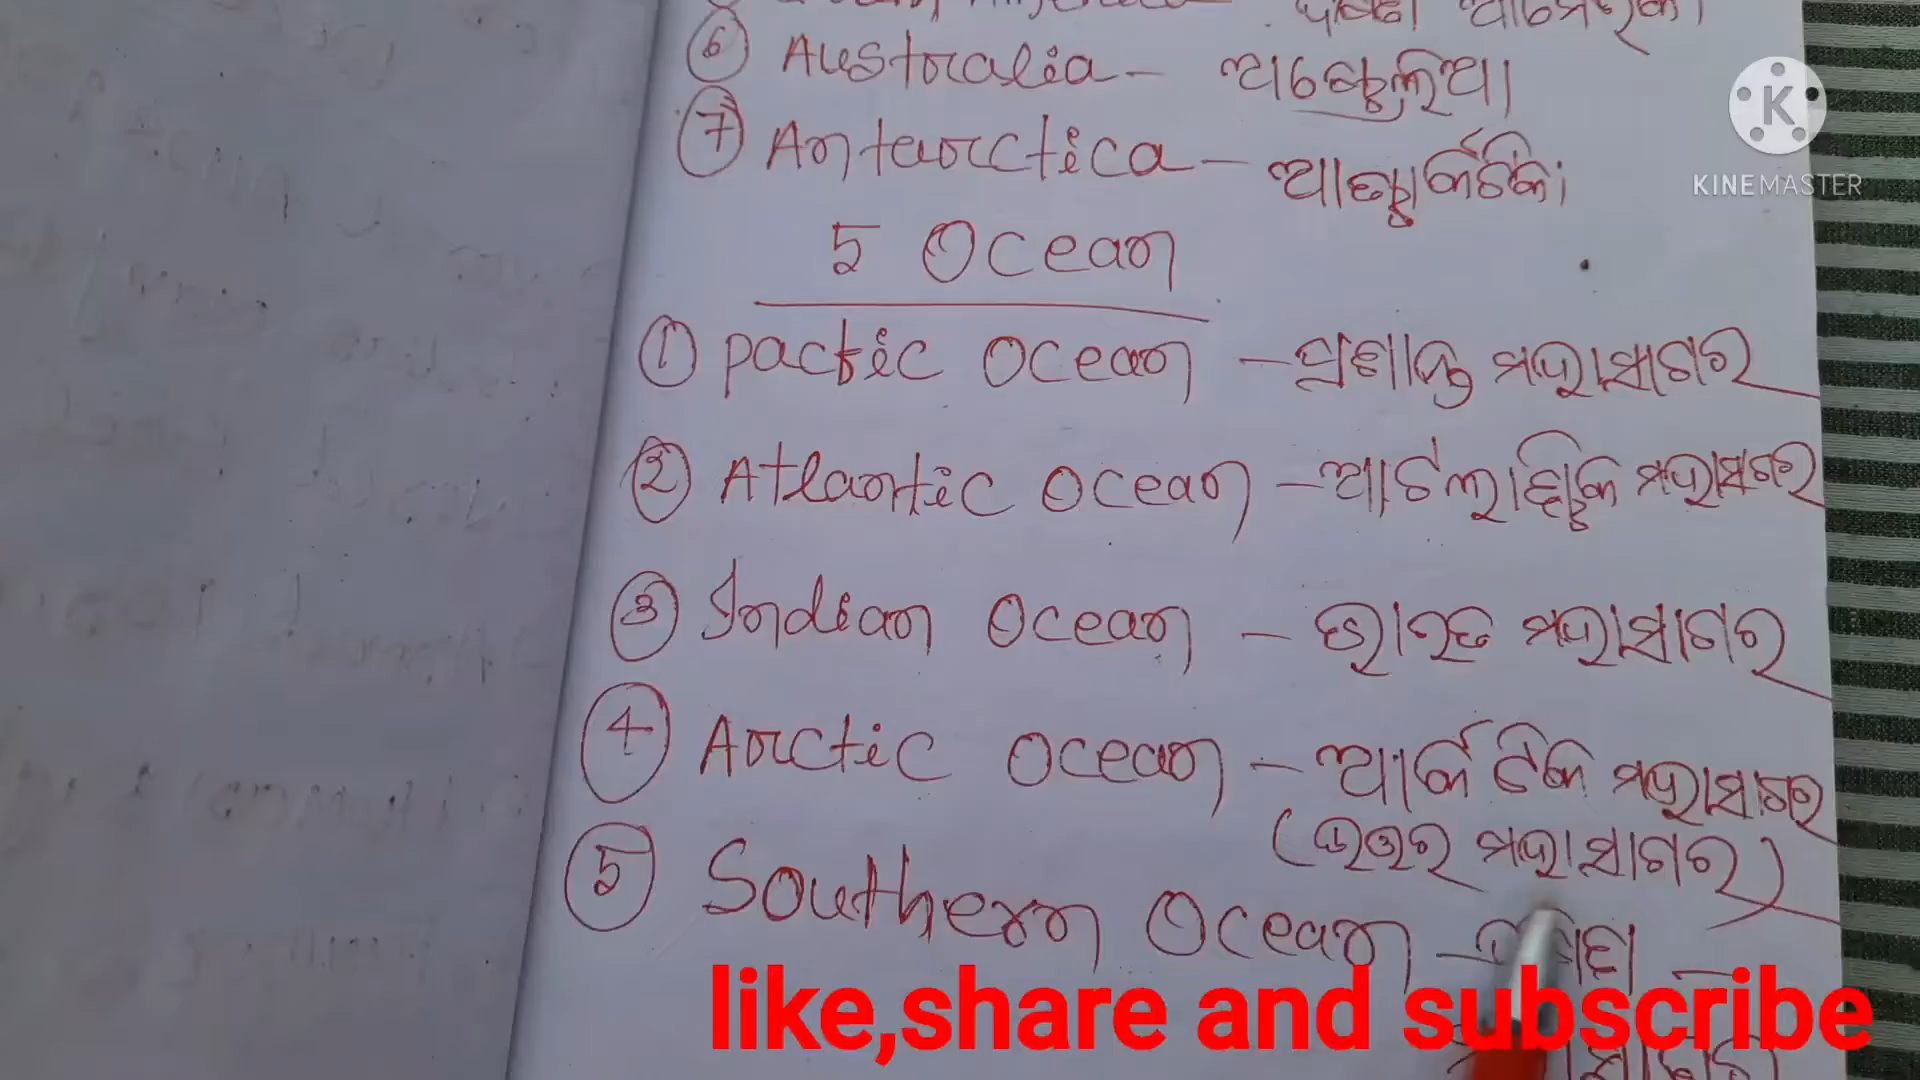 ⑥ Australia - ଅଷ୍ଟ୍ରେଲିଆ
⑦ Antarctica - ଆଣ୍ଟାର୍କଟିକା
5 Ocean
① pacific Ocean - ପ୍ରଶାନ୍ତ ମହାସାଗର
② Atlantic Ocean - ଆଟଲାଣ୍ଟିକ ମହାସାଗର
③ Indian Ocean - ଭାରତ ମହାସାଗର
④ Arctic Ocean - ଆର୍କଟିକ ମହାସାଗର
(ଉତ୍ତର ମହାସାଗର)
⑤ Southern Ocean -
like,share and subscribe
K
KINEMASTER